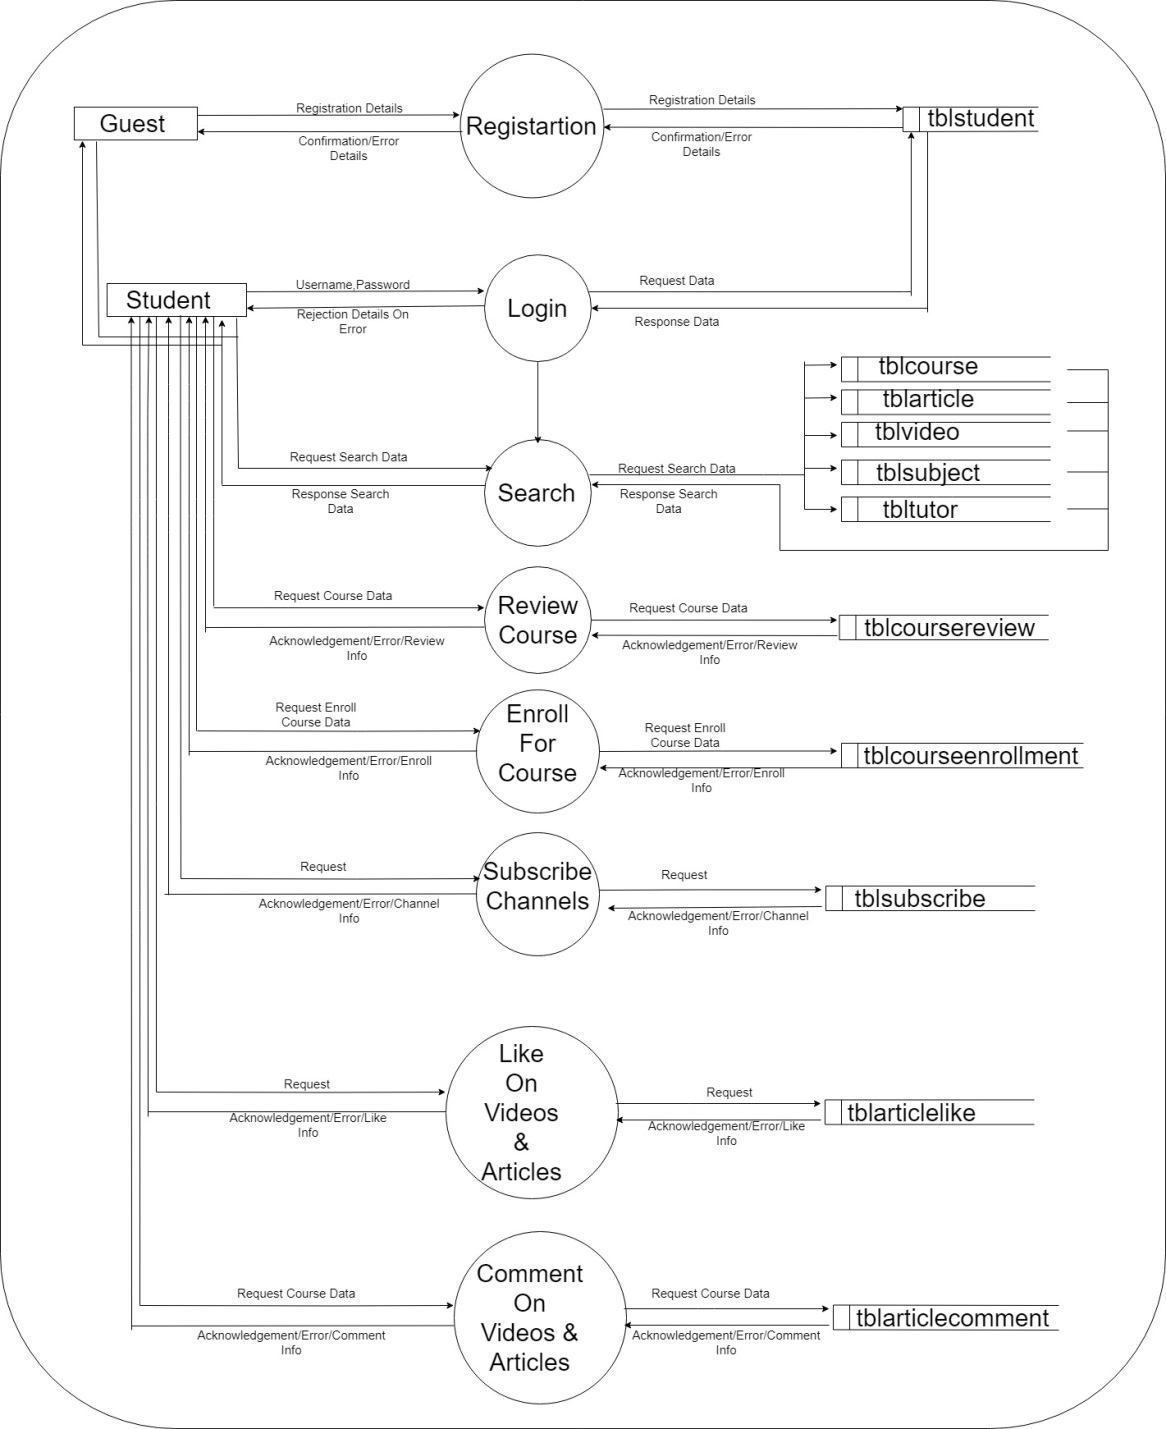 Guest
Registration Details
Confirmation/Error
Details
Registartion
Registration Details
Confirmation/Error
Details
tblstudent
Student
Username,Password
Rejection Details On
Error
Login
Request Data
Response Data
Request Search Data
Response Search
Data
Search
Request Search Data
Response Search
Data
tblcourse
tblarticle
tblvideo
tblsubject
tbltutor
Request Course Data
Acknowledgement/Error/Review
Info
Review
Course
Request Course Data
Acknowledgement/Error/Review
Info
tblcoursereview
Request Enroll
Course Data
Acknowledgement/Error/Enroll
Info
Enroll
For
Course
Request Enroll
Course Data
Acknowledgement/Error/Enroll
Info
tblcourseenrollment
Request
Acknowledgement/Error/Channel
Info
Subscribe
Channels
Request
Acknowledgement/Error/Channel
Info
tblsubscribe
Request
Acknowledgement/Error/Like
Info
Like
On
Videos
&
Articles
Request
Acknowledgement/Error/Like
Info
tblarticlelike
Request Course Data
Acknowledgement/Error/Comment
Info
Comment
On
Videos &
Articles
Request Course Data
Acknowledgement/Error/Comment
Info
tblarticlecomment